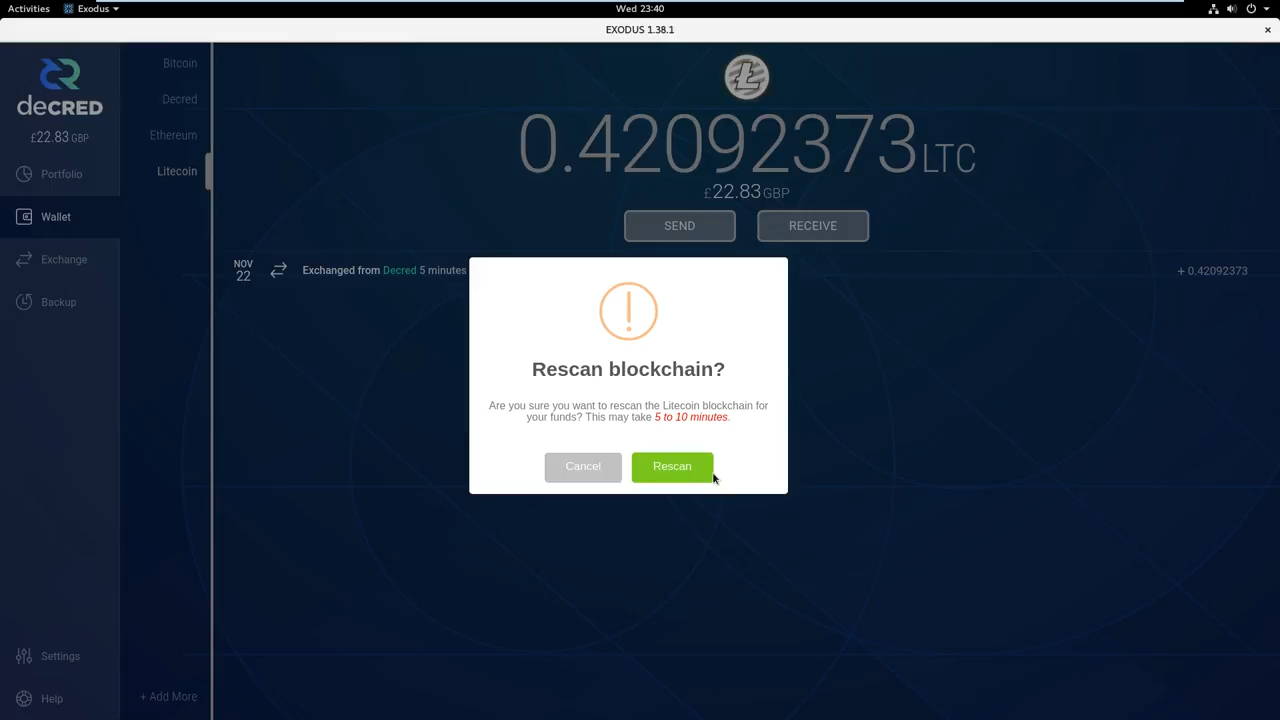 Activities
Exodus
Wed 23:40
EXODUS 1.38.1
decRED
£22.83 GBP
Portfolio
Wallet
Exchange
Backup
Settings
Help
Bitcoin
Decred
Ethereum
Litecoin
+ Add More
0.42092373 LTC
£22.83 GBP
SEND
RECEIVE
NOV
22
Exchanged from Decred 5 minutes
+ 0.42092373
Rescan blockchain?
Are you sure you want to rescan the Litecoin blockchain for
your funds? This may take 5 to 10 minutes.
Cancel
Rescan